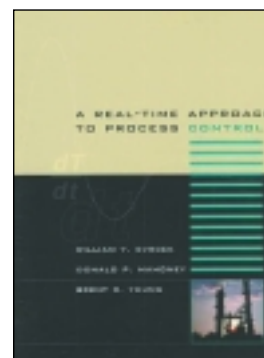 A REAL-TIME APPROAC
TO PROCESS CONTROL
dT
dt
WILLIAM Y. SVRCEK
DONALD P. MAHONEY
BRENT R. YOUNG